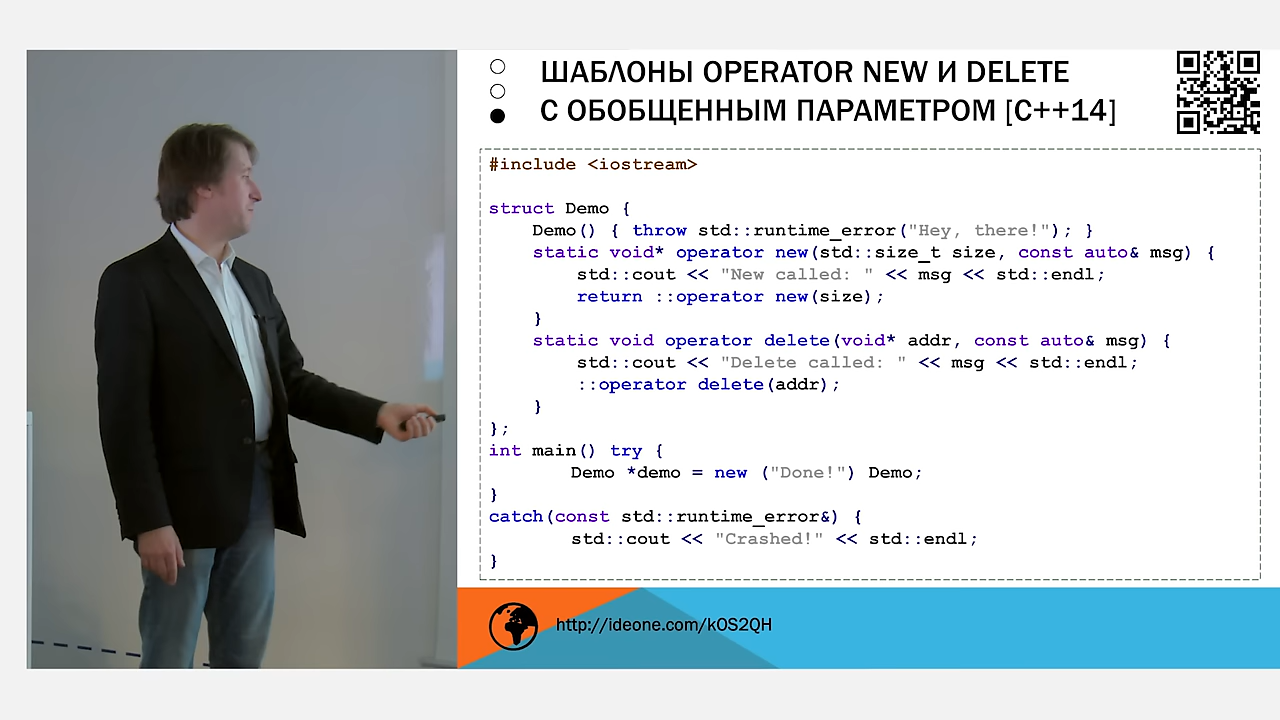 ШАБЛОНЫ OPERATOR NEW И DELETE
С ОБОБЩЕННЫМ ПАРАМЕТРОМ [C++14]
#include <iostream>
struct Demo {
    Demo() { throw std::runtime_error("Hey, there!"); }
    static void* operator new(std::size_t size, const auto& msg) {
        std::cout << "New called: " << msg << std::endl;
        return ::operator new(size);
    }
    static void operator delete(void* addr, const auto& msg) {
        std::cout << "Delete called: " << msg << std::endl;
        ::operator delete(addr);
    }
};
int main() try {
        Demo *demo = new ("Done!") Demo;
}
catch(const std::runtime_error&) {
        std::cout << "Crashed!" << std::endl;
}
http://ideone.com/kOS2QH